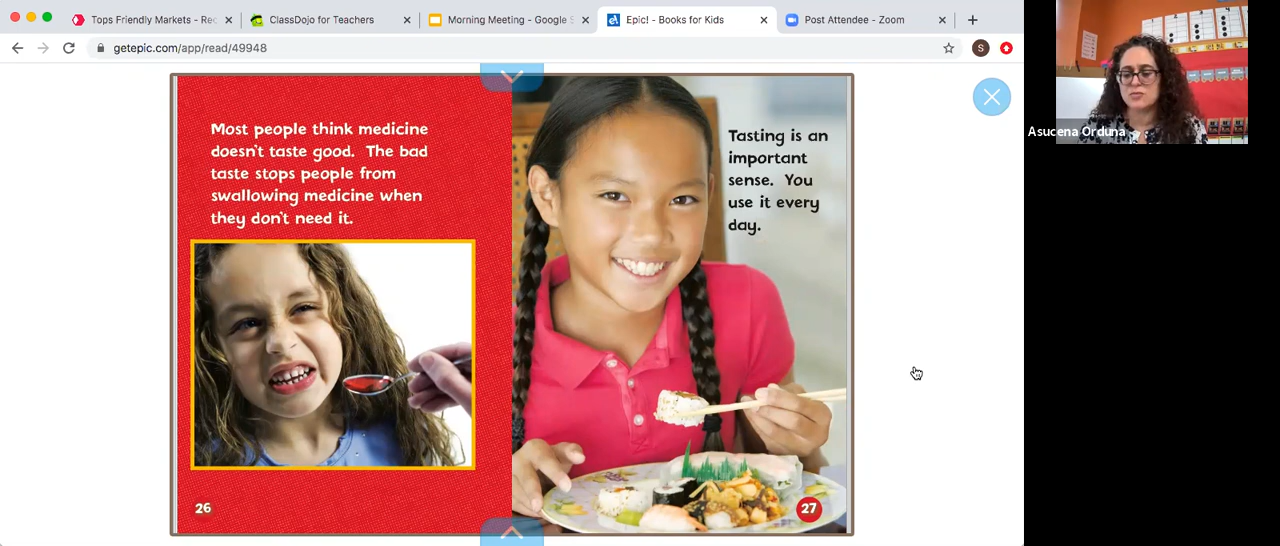 Tops Friendly Markets - Rec
ClassDojo for Teachers
Morning Meeting - Google S
Epic! - Books for Kids
Post Attendee - Zoom
getepic.com/app/read/49948
S
Most people think medicine
doesn't taste good. The bad
taste stops people from
swallowing medicine when
they don't need it.
26
Tasting is an
important
sense. You
use it every
day.
27
Asucena Orduna